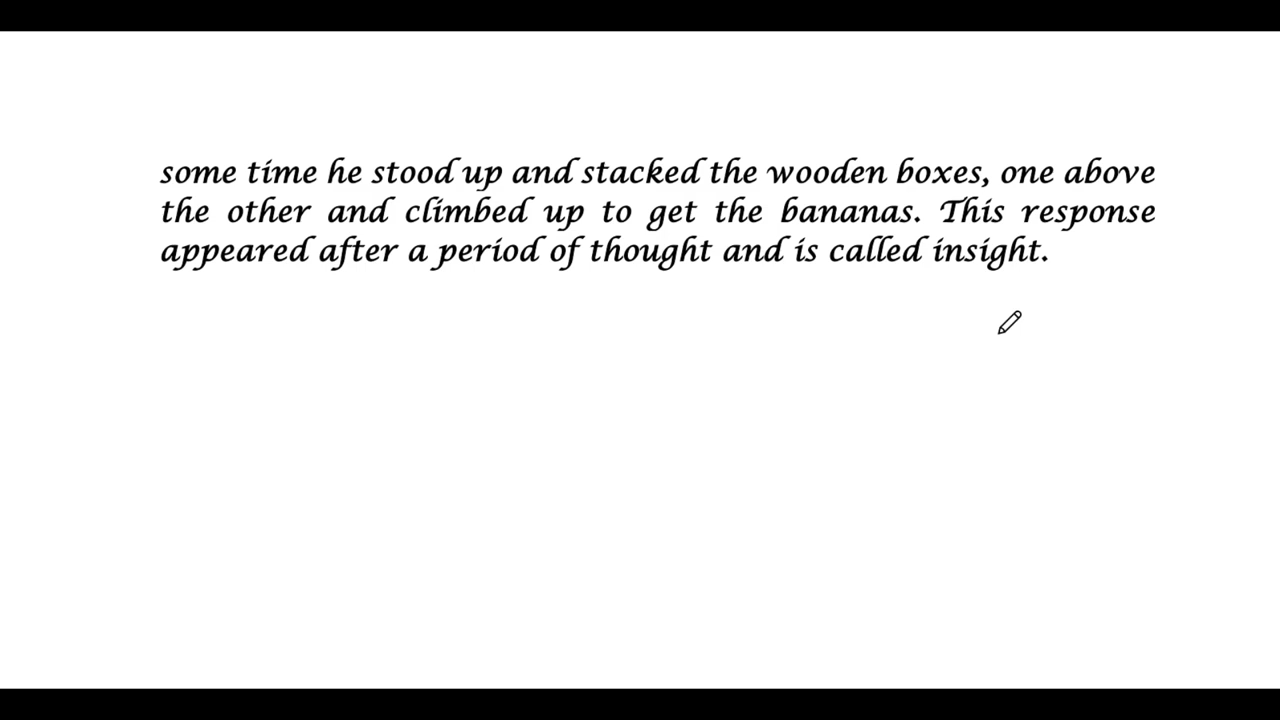 some time he stood up and stacked the wooden boxes, one above
the other and climbed up to get the bananas. This response
appeared after a period of thought and is called insight.